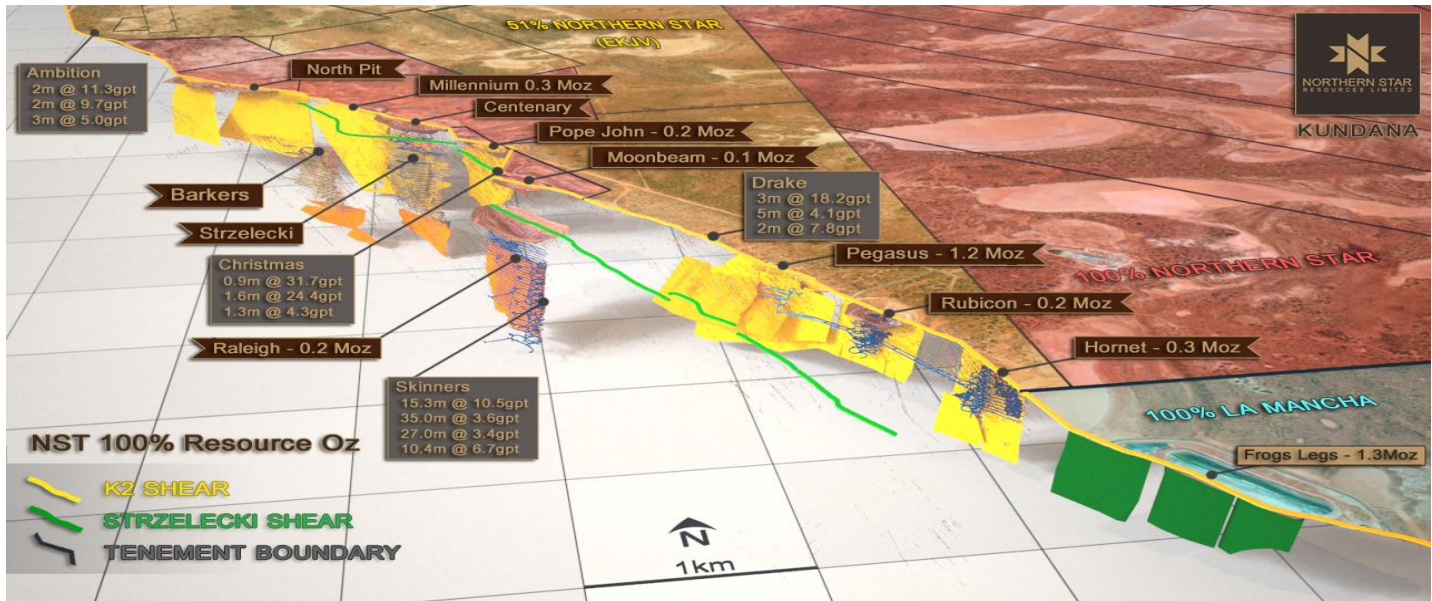 51% NORTHERN STAR
(EKJV)
NORTHERN STAR
RESOURCES LIMITED
KUNDANA
Ambition
2m @ 11.3gpt
2m @ 9.7gpt
3m @ 5.0gpt
North Pit
Millennium 0.3 Moz
Centenary
Pope John - 0.2 Moz
Moonbeam - 0.1 Moz
Barkers
Strzelecki
Drake
3m @ 18.2gpt
5m @ 4.1gpt
2m @ 7.8gpt
Christmas
0.9m @ 31.7gpt
1.6m @ 24.4gpt
1.3m @ 4.3gpt
Pegasus - 1.2 Moz
100% NORTHERN STAR
Rubicon - 0.2 Moz
Raleigh - 0.2 Moz
Hornet - 0.3 Moz
Skinners
15.3m @ 10.5gpt
35.0m @ 3.6gpt
27.0m @ 3.4gpt
10.4m @ 6.7gpt
100% LA MANCHA
Frogs Legs - 1.3Moz
NST 100% Resource Oz
K2 SHEAR
STRZELECKI SHEAR
TENEMENT BOUNDARY
N
1km